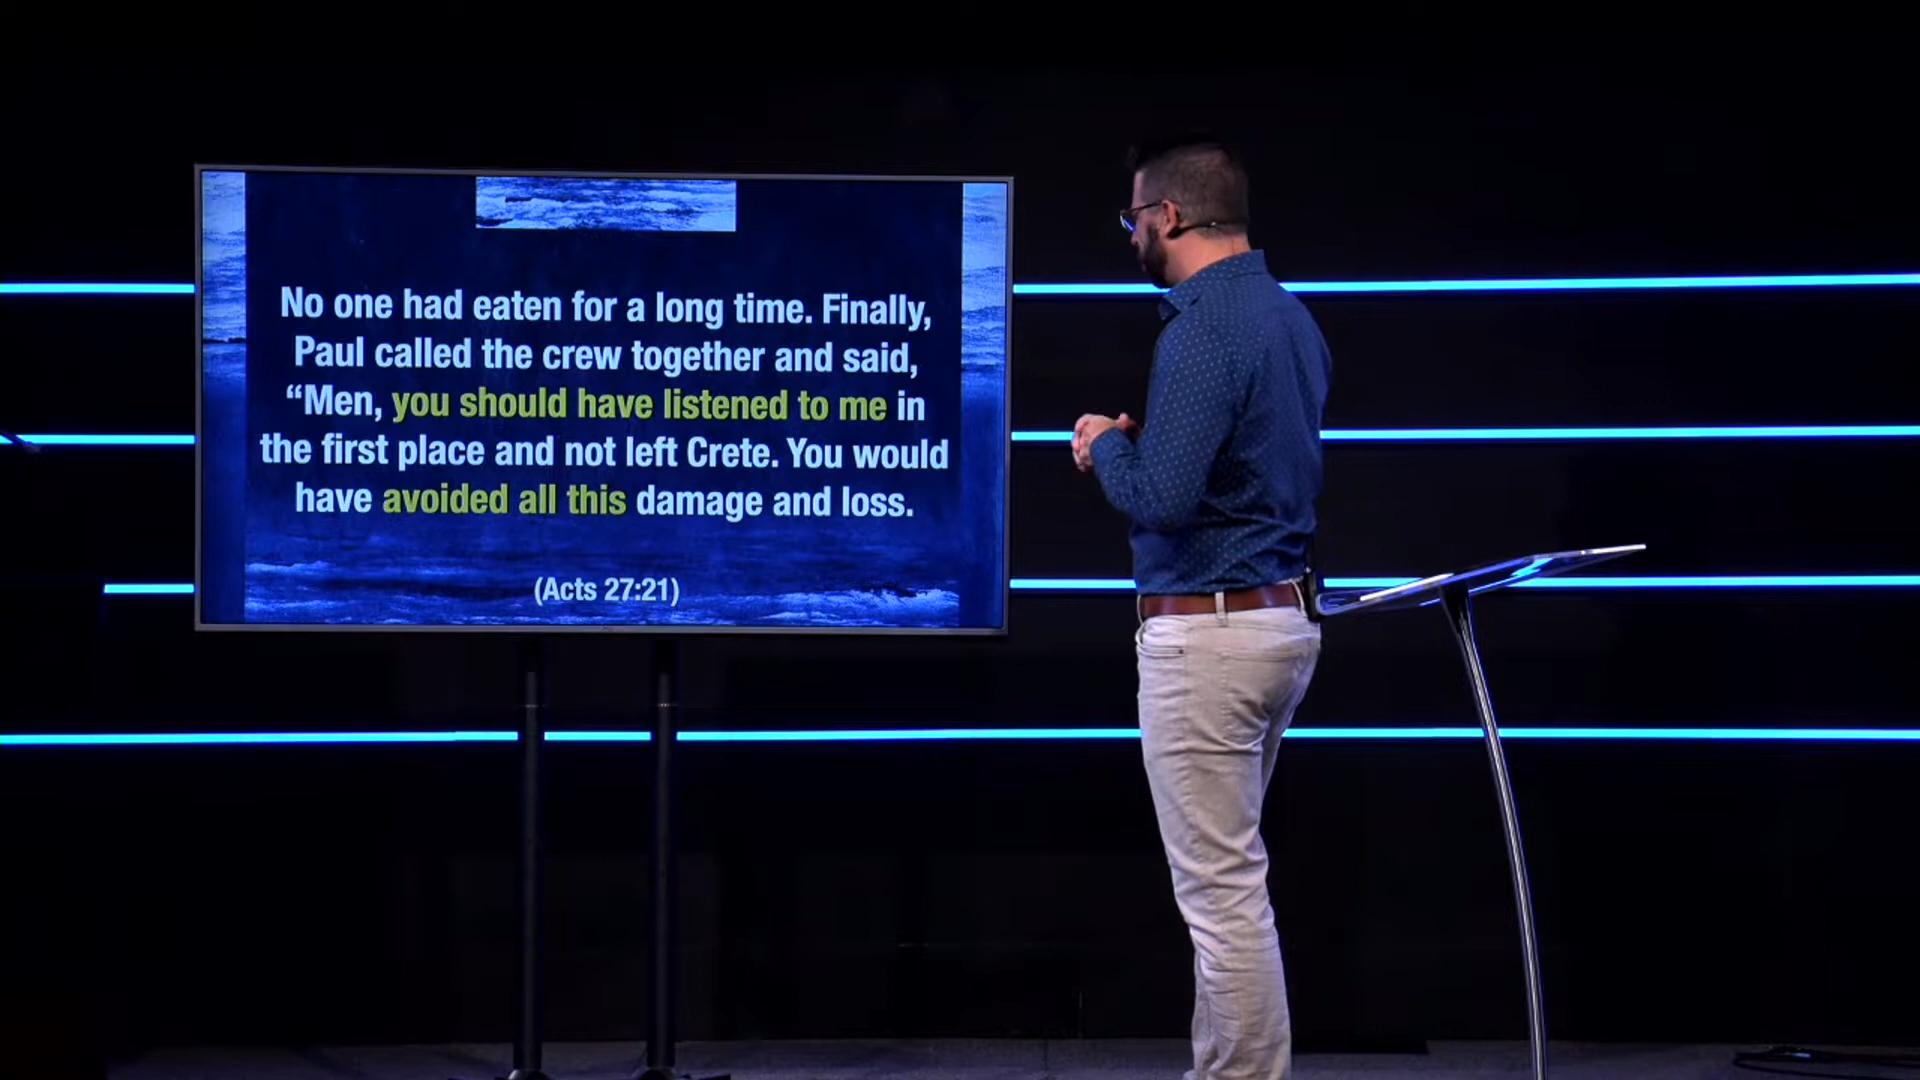 No one had eaten for a long time. Finally,
Paul called the crew together and said,
“Men, you should have listened to me in
the first place and not left Crete. You would
have avoided all this damage and loss.
(Acts 27:21)